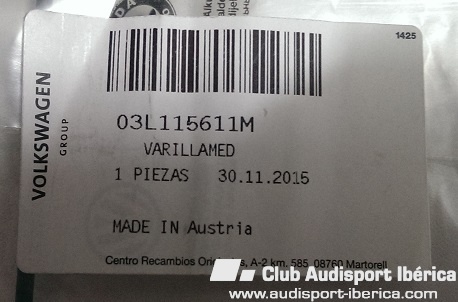 1425
VOLKSWAGEN
GROUP
03L115611M
VARILLAMED
1 PIEZAS 30.11.2015
MADE IN Austria
Centro Recambios Originales, A-2 km, 585, 08760 Martorell
Club Audisport Ibérica
www.audisport-iberica.com